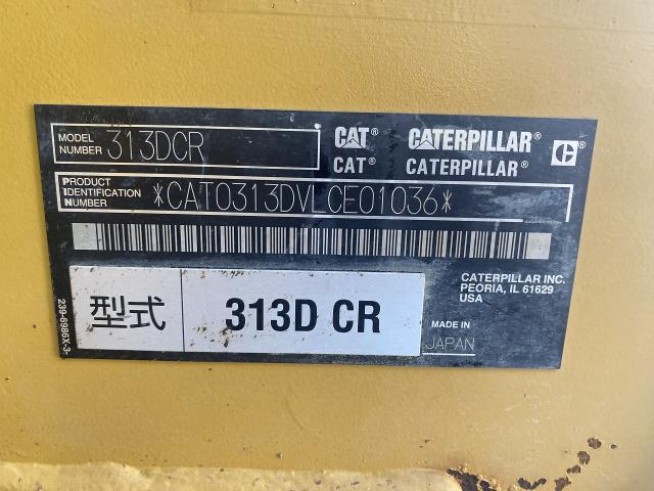 MODEL NUMBER 313DCR
CAT® CATERPILLAR®
CAT® CATERPILLAR®
PRODUCT IDENTIFICATION NUMBER *CAT0313DVLCE01036*
CATERPILLAR INC.
PEORIA, IL 61629
USA
型式 313D CR
MADE IN
JAPAN
239-6986X-3